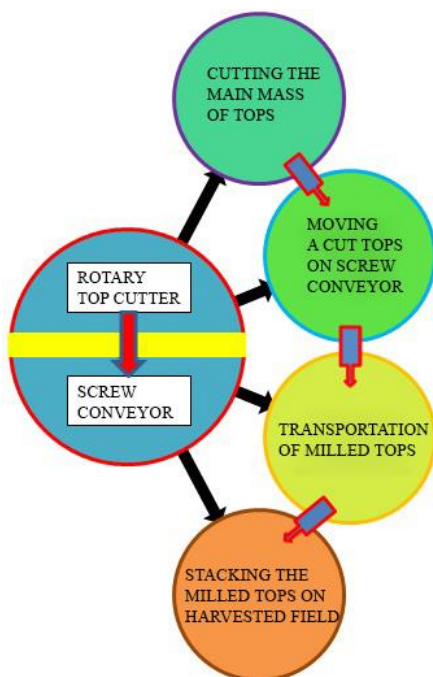 CUTTING THE
MAIN MASS
OF TOPS
MOVING
A CUT TOPS
ON SCREW
CONVEYOR
ROTARY
TOP CUTTER
SCREW
CONVEYOR
TRANSPORTATION
OF MILLED TOPS
STACKING THE
MILLED TOPS ON
HARVESTED FIELD